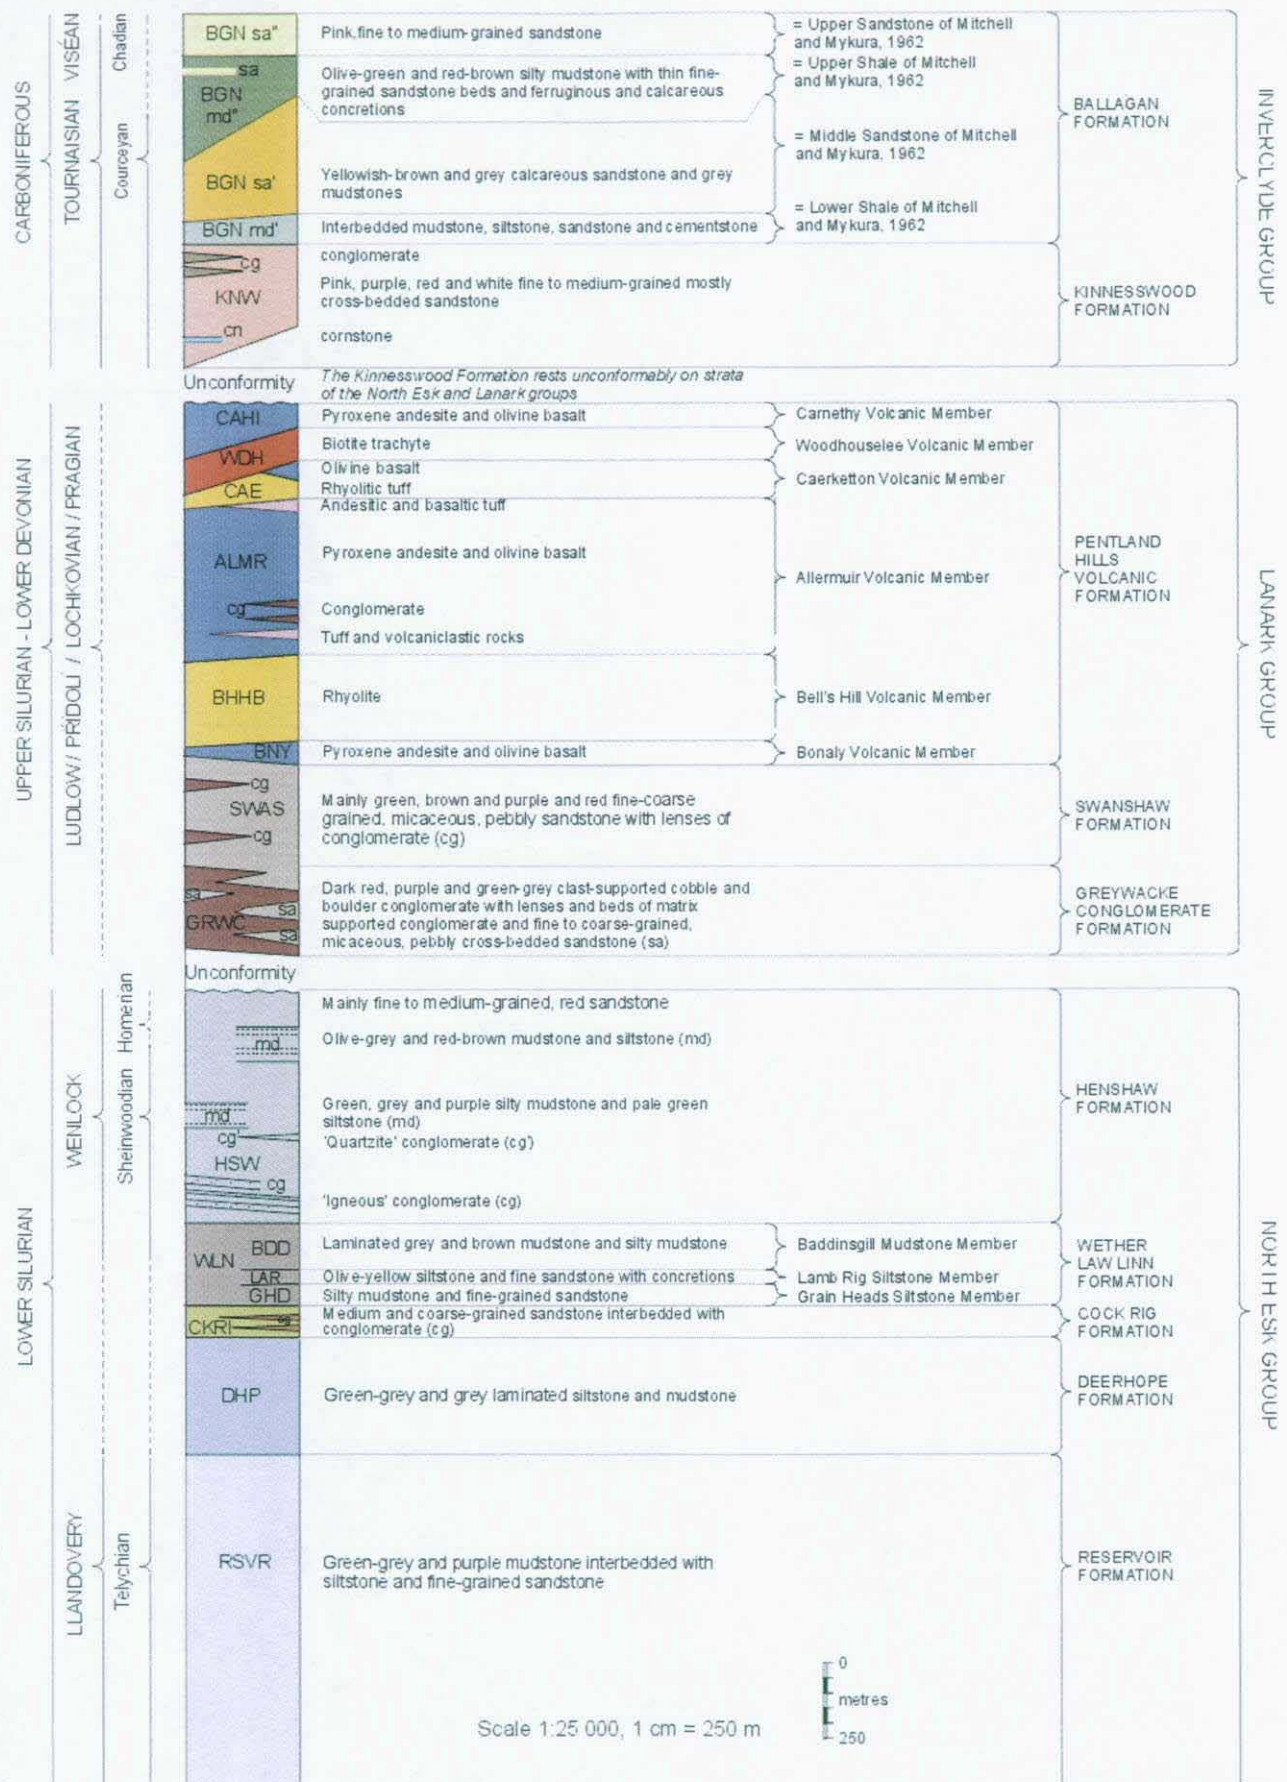 CARBONIFEROUS
TOURNAISIAN VISÉAN
Courceyan Chadian
BGN sa"
Pink,fine to medium-grained sandstone
= Upper Sandstone of Mitchell
and Mykura, 1962
sa
BGN
md"
Olive-green and red-brown silty mudstone with thin fine-
grained sandstone beds and ferruginous and calcareous
concretions
= Upper Shale of Mitchell
and Mykura, 1962
BGN sa'
Yellowish-brown and grey calcareous sandstone and grey
mudstones
= Middle Sandstone of Mitchell
and Mykura, 1962
BGN md'
Interbedded mudstone, siltstone, sandstone and cementstone
= Lower Shale of Mitchell
and Mykura, 1962
BALLAGAN
FORMATION
cg
conglomerate
KNW
Pink, purple, red and white fine to medium-grained mostly
cross-bedded sandstone
cn
cornstone
KINNESSWOOD
FORMATION
INVERCLYDE GROUP
Unconformity
The Kinnesswood Formation rests unconformably on strata
of the North Esk and Lanark groups
UPPER SILURIAN - LOWER DEVONIAN
LUDLOW / PŘÍDOLÍ / LOCHKOVIAN / PRAGIAN
CAHI
Pyroxene andesite and olivine basalt
Carnethy Volcanic Member
WDH
Biotite trachyte
Woodhouselee Volcanic Member
Olivine basalt
CAE
Rhyolitic tuff
Caerketton Volcanic Member
Andesitic and basaltic tuff
ALMR
Pyroxene andesite and olivine basalt
Allermuir Volcanic Member
cg
Conglomerate
Tuff and volcaniclastic rocks
BHHB
Rhyolite
Bell's Hill Volcanic Member
BNY
Pyroxene andesite and olivine basalt
Bonaly Volcanic Member
PENTLAND
HILLS
VOLCANIC
FORMATION
cg
SWAS
cg
Mainly green, brown and purple and red fine-coarse
grained, micaceous, pebbly sandstone with lenses of
conglomerate (cg)
SWANSHAW
FORMATION
sa
GRWC
sa
sa
Dark red, purple and green-grey clast-supported cobble and
boulder conglomerate with lenses and beds of matrix
supported conglomerate and fine to coarse-grained,
micaceous, pebbly cross-bedded sandstone (sa)
GREYWACKE
CONGLOMERATE
FORMATION
LANARK GROUP
Unconformity
LOWER SILURIAN
WENLOCK
Sheinwoodian Homerian
Mainly fine to medium-grained, red sandstone
md
Olive-grey and red-brown mudstone and siltstone (md)
md
Green, grey and purple silty mudstone and pale green
siltstone (md)
cg'
'Quartzite' conglomerate (cg')
HSW
cg
'Igneous' conglomerate (cg)
HENSHAW
FORMATION
WLN
BDD
Laminated grey and brown mudstone and silty mudstone
Baddinsgill Mudstone Member
LAR
Olive-yellow siltstone and fine sandstone with concretions
Lamb Rig Siltstone Member
GHD
Silty mudstone and fine-grained sandstone
Grain Heads Siltstone Member
WETHER
LAW LINN
FORMATION
CKRI
cg
Medium and coarse-grained sandstone interbedded with
conglomerate (cg)
COCK RIG
FORMATION
DHP
Green-grey and grey laminated siltstone and mudstone
DEERHOPE
FORMATION
NORTH ESK GROUP
LLANDOVERY
Telychian
RSVR
Green-grey and purple mudstone interbedded with
siltstone and fine-grained sandstone
RESERVOIR
FORMATION
Scale 1:25 000, 1 cm = 250 m
0
metres
250